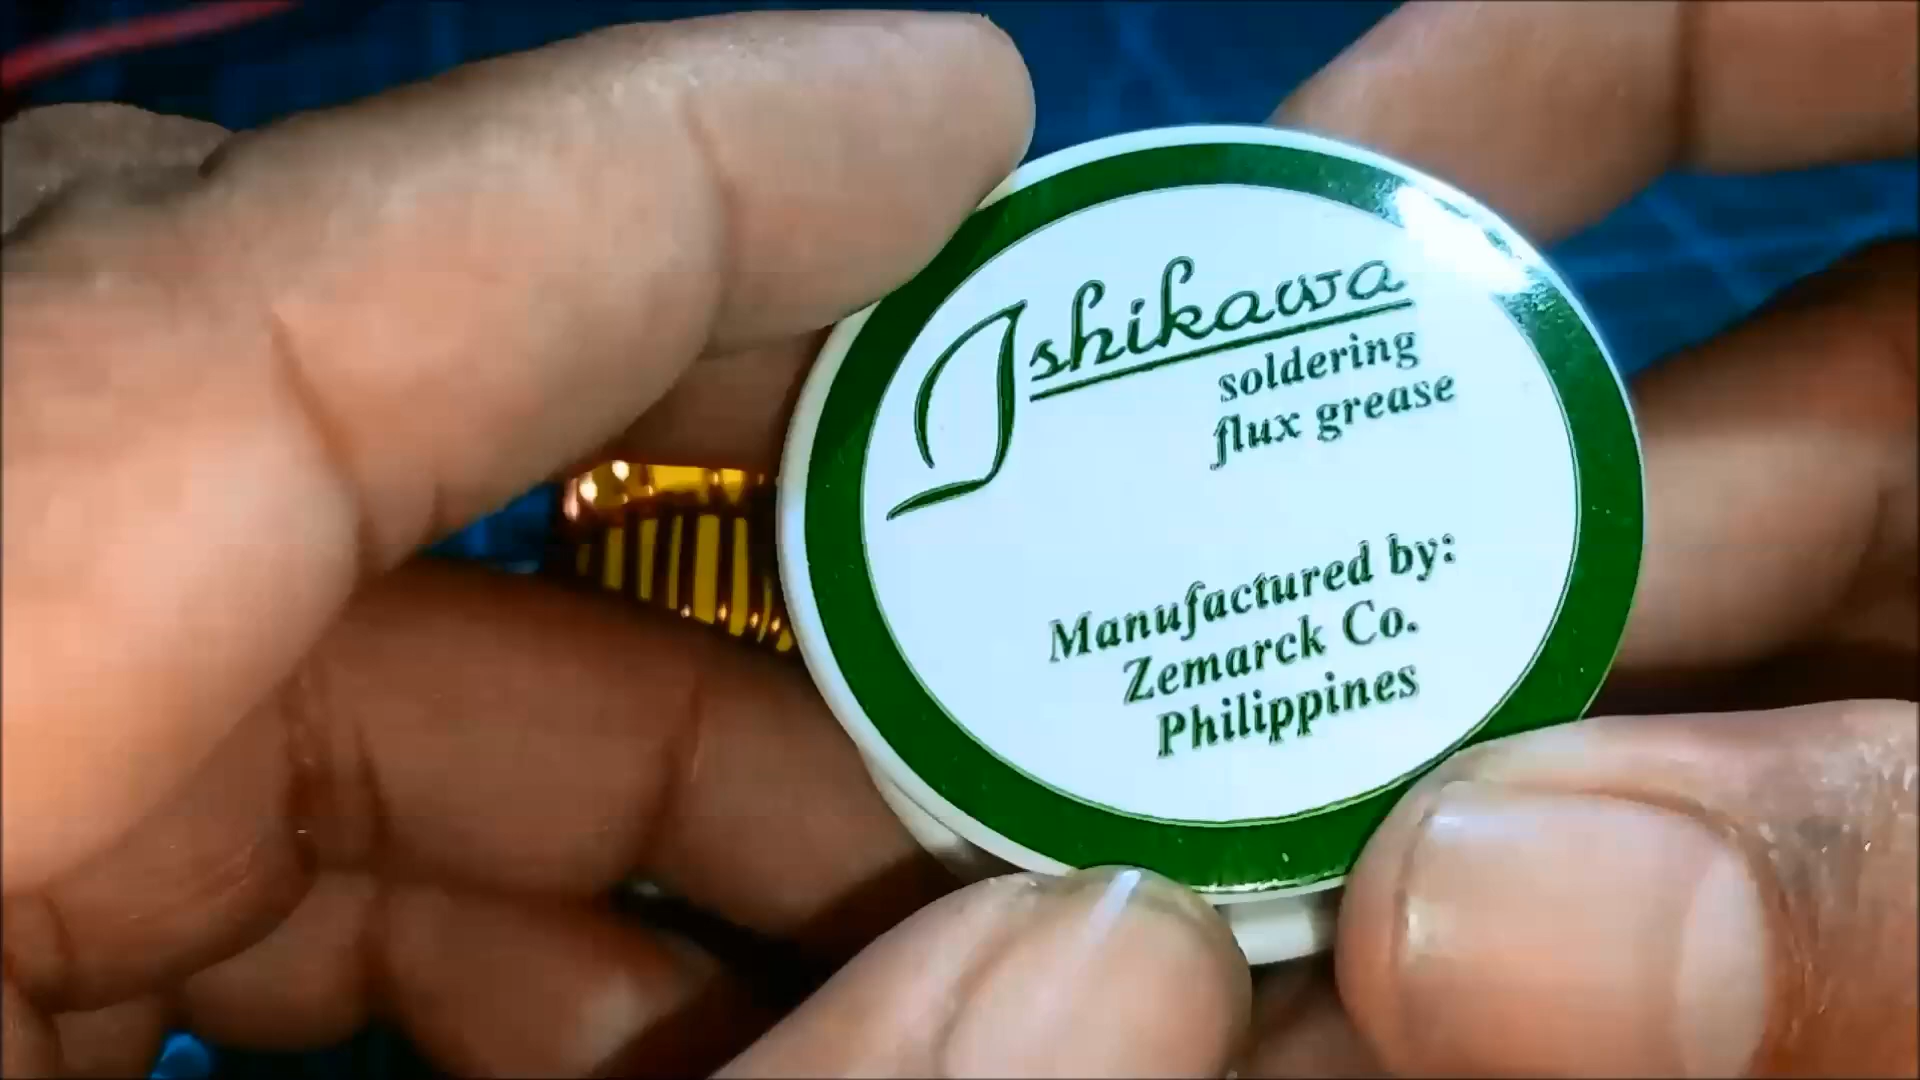 Ishikawa
soldering
flux grease
Manufactured by:
Zemarck Co.
Philippines